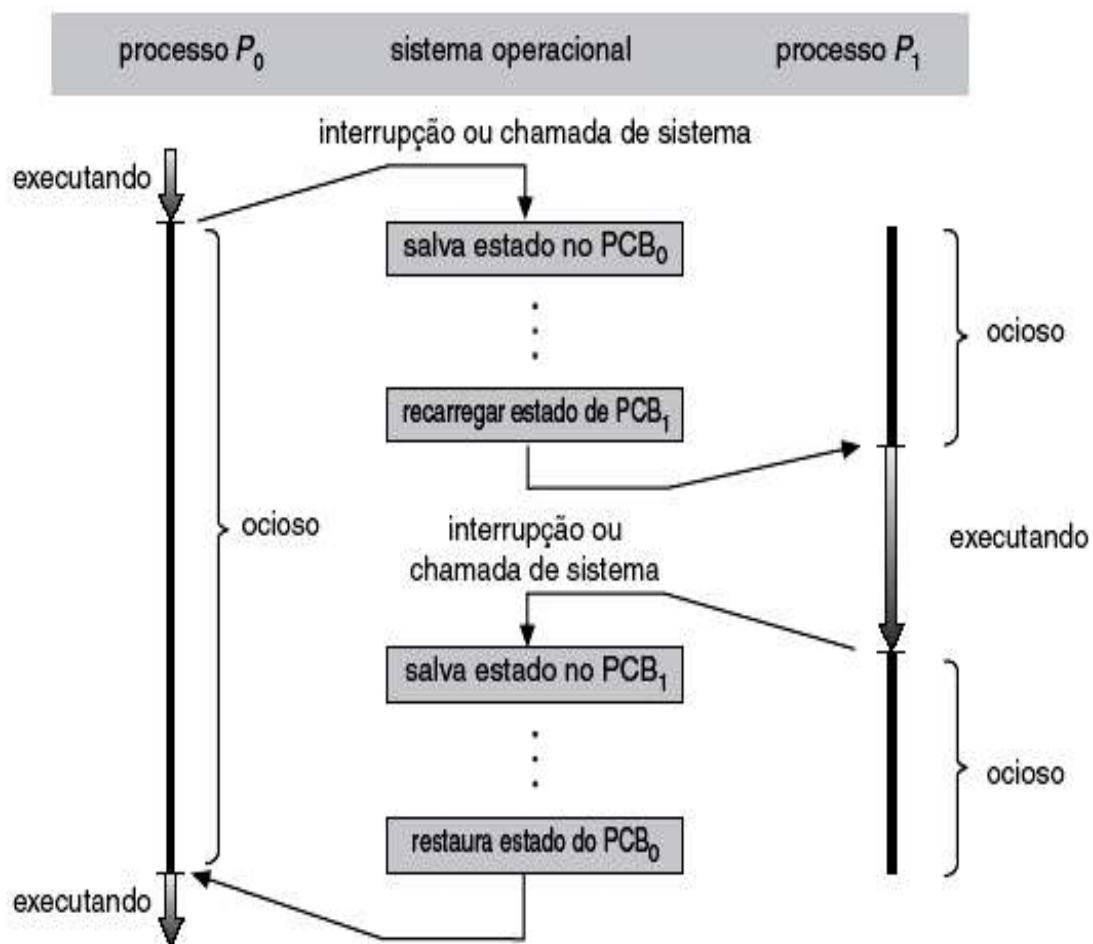 processo P₀
sistema operacional
processo P₁
interrupção ou chamada de sistema
executando
salva estado no PCB₀
ocioso
recarregar estado de PCB₁
ocioso
interrupção ou
chamada de sistema
executando
salva estado no PCB₁
ocioso
restaura estado do PCB₀
executando